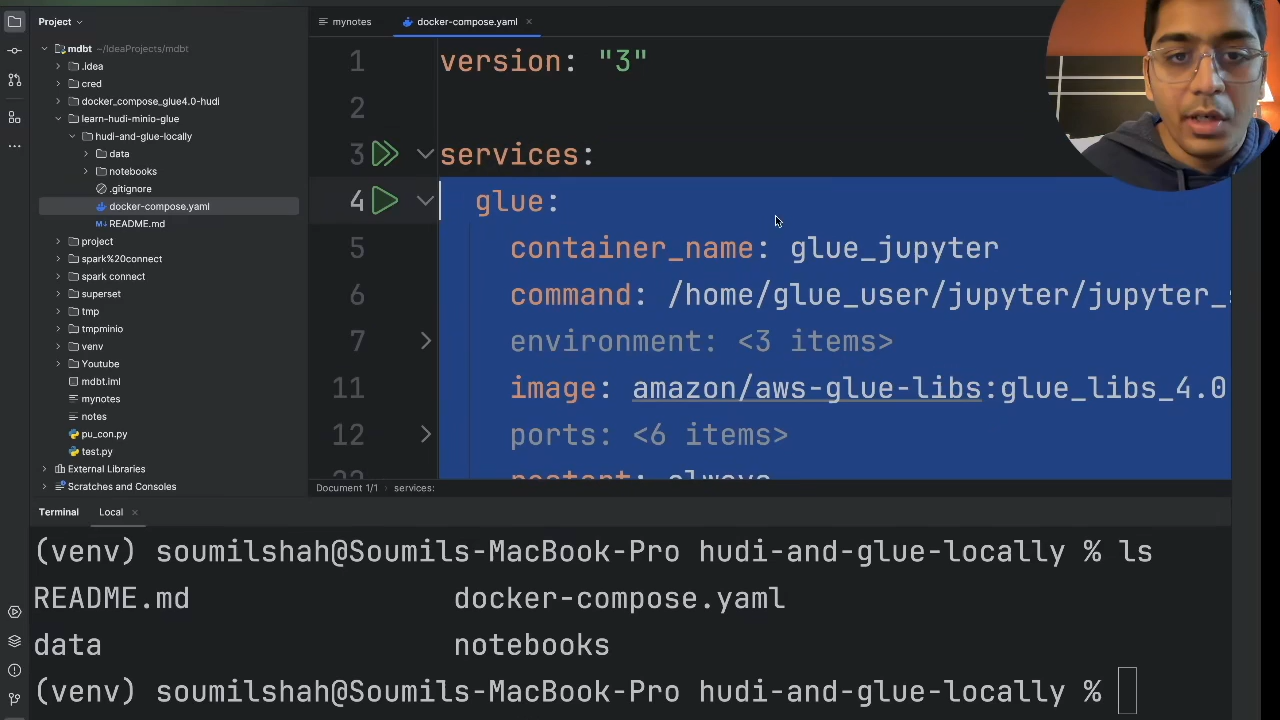 Project
mdbt ~/IdeaProjects/mdbt
.idea
cred
docker_compose_glue4.0-hudi
learn-hudi-minio-glue
hudi-and-glue-locally
data
notebooks
.gitignore
docker-compose.yaml
README.md
project
spark%20connect
spark connect
superset
tmp
tmpminio
venv
Youtube
mdbt.iml
mynotes
notes
pu_con.py
test.py
External Libraries
Scratches and Consoles
mynotes
docker-compose.yaml
1 version: "3"
2
3 services:
4 glue:
5 container_name: glue_jupyter
6 command: /home/glue_user/jupyter/jupyter_
7 environment: <3 items>
11 image: amazon/aws-glue-libs:glue_libs_4.0
12 ports: <6 items>
restart: always
Document 1/1 services:
Terminal Local
(venv) soumilshah@Soumils-MacBook-Pro hudi-and-glue-locally % ls
README.md docker-compose.yaml
data notebooks
(venv) soumilshah@Soumils-MacBook-Pro hudi-and-glue-locally %